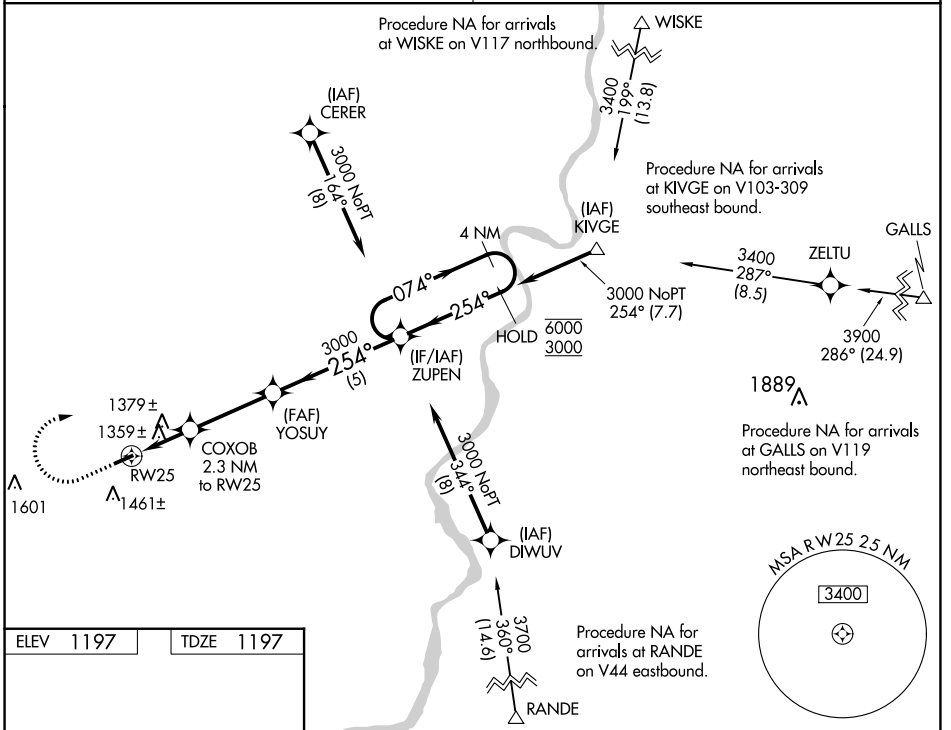 Procedure NA for arrivals
at WISKE on V117 northbound.
WISKE
3400
199°
(13.8)
(IAF)
CERER
3000 NoPT
164°
(8)
Procedure NA for arrivals
at KIVGE on V103-309
southeast bound.
(IAF)
KIVGE
4 NM
GALLS
ZELTU
3400
287°
(8.5)
074°
254°
3000 NoPT
254° (7.7)
3900
286° (24.9)
HOLD
6000
3000
3000
254°
(5)
(IF/IAF)
ZUPEN
1889
(FAF)
YOSUY
1379±
1359±
COXOB
2.3 NM
to RW25
RW25
1601
1461±
Procedure NA for arrivals
at GALLS on V119
northeast bound.
3000 NoPT
344°
(8)
(IAF)
DIWUV
MSA RW25 25 NM
3400
3700
360°
(14.6)
Procedure NA for
arrivals at RANDE
on V44 eastbound.
RANDE
ELEV 1197
TDZE 1197